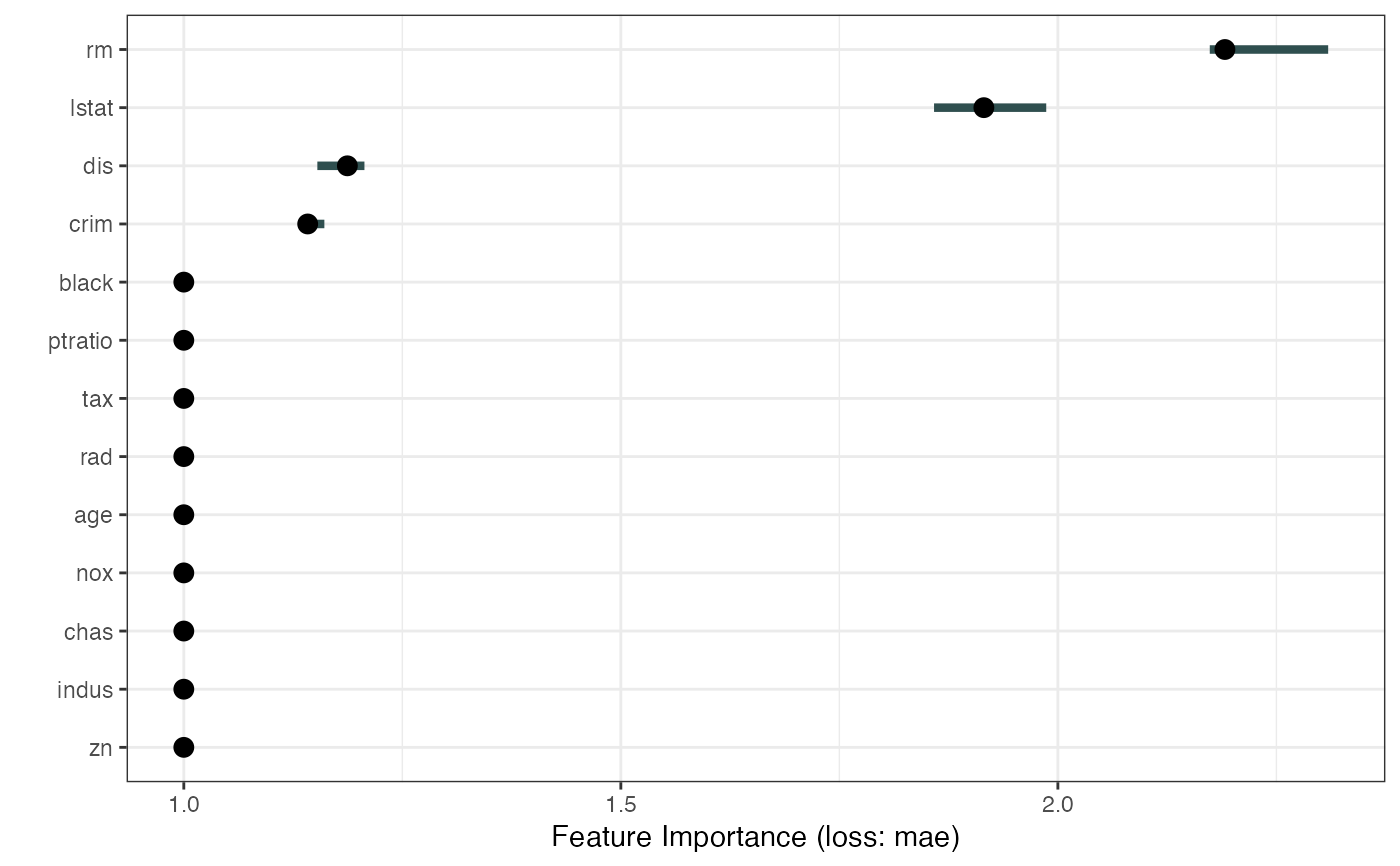 rm
lstat
dis
crim
black
ptratio
tax
rad
age
nox
chas
indus
zn
1.0 1.5 2.0
Feature Importance (loss: mae)